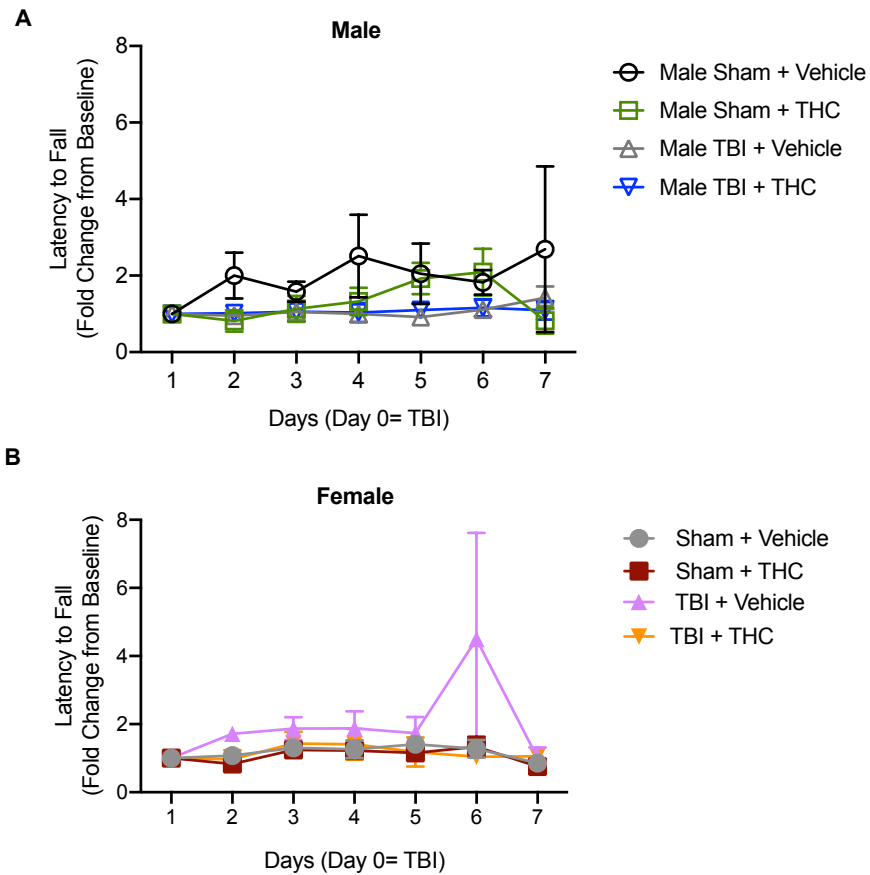 A
Male
Latency to Fall
(Fold Change from Baseline)
8
6
4
2
0
1 2 3 4 5 6 7
Days (Day 0= TBI)
Male Sham + Vehicle
Male Sham + THC
Male TBI + Vehicle
Male TBI + THC
B
Female
Latency to Fall
(Fold Change from Baseline)
8
6
4
2
0
1 2 3 4 5 6 7
Days (Day 0= TBI)
Sham + Vehicle
Sham + THC
TBI + Vehicle
TBI + THC